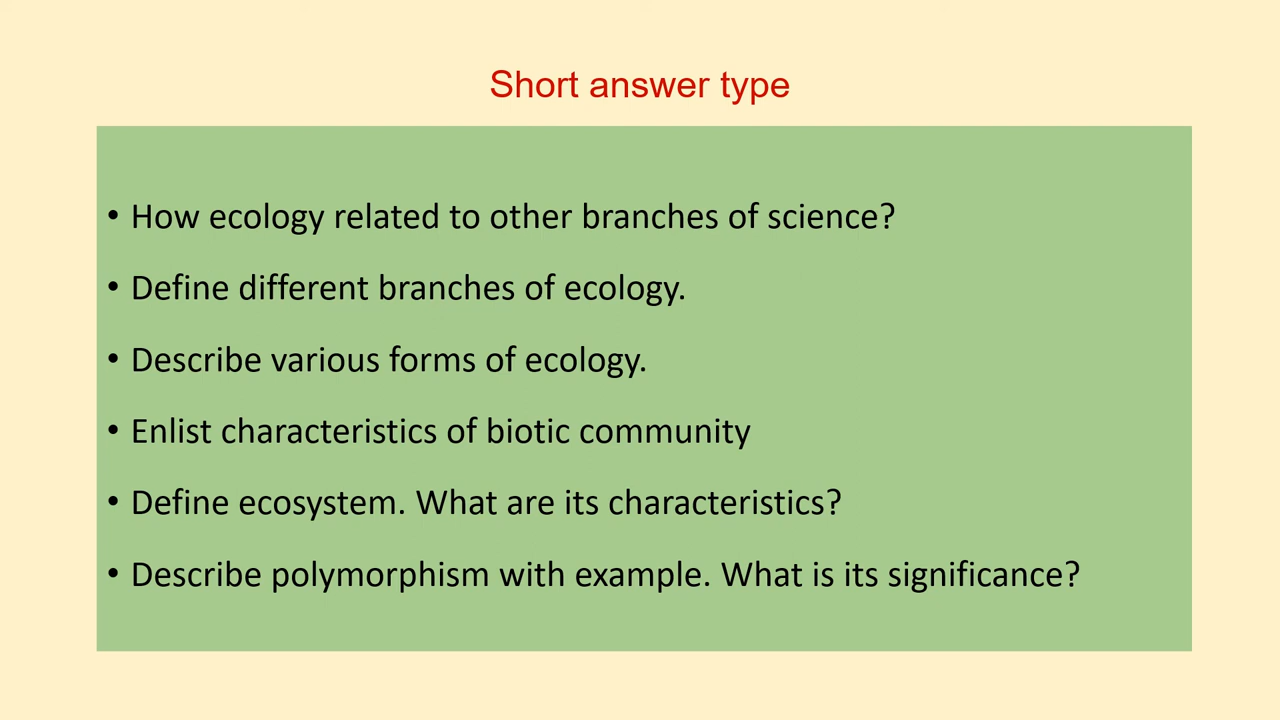 Short answer type
• How ecology related to other branches of science?
• Define different branches of ecology.
• Describe various forms of ecology.
• Enlist characteristics of biotic community
• Define ecosystem. What are its characteristics?
• Describe polymorphism with example. What is its significance?